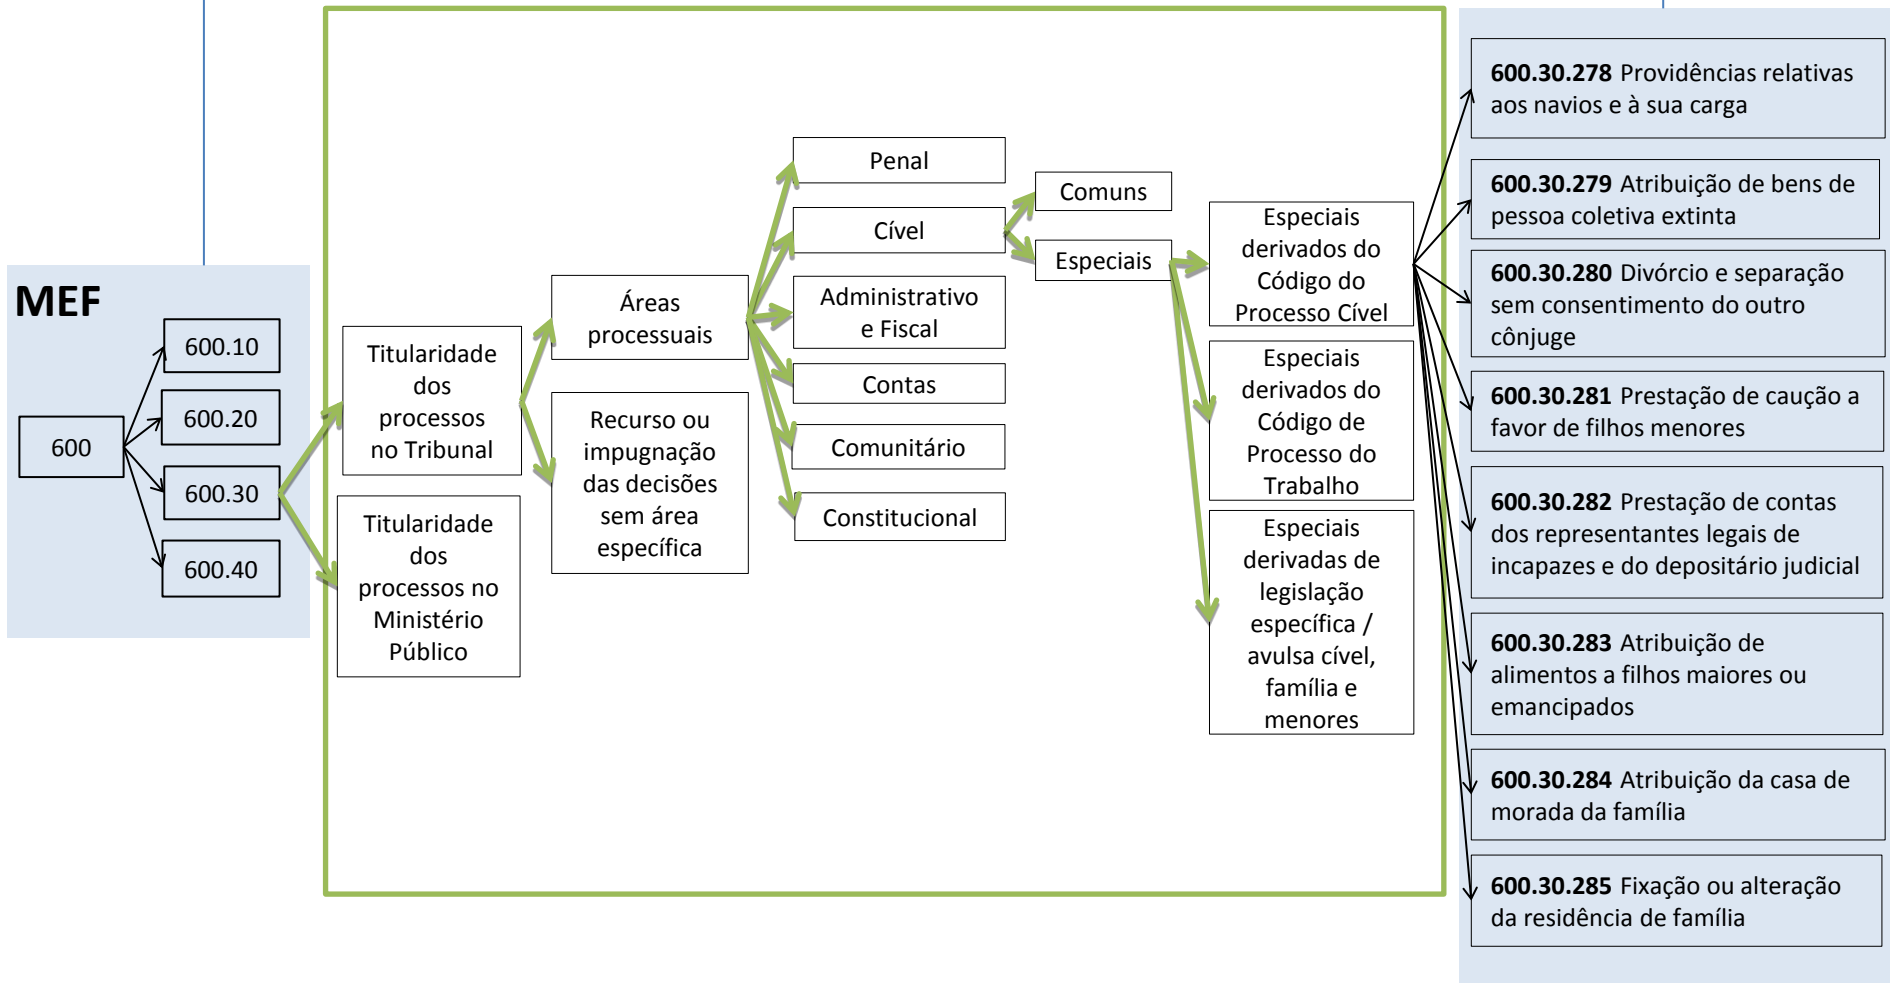 MEF
600
600.10
600.20
600.30
600.40
Titularidade
dos
processos
no Tribunal
Titularidade
dos
processos no
Ministério
Público
Áreas
processuais
Recurso ou
impugnação
das decisões
sem área
específica
Penal
Cível
Administrativo
e Fiscal
Contas
Comunitário
Constitucional
Comuns
Especiais
Especiais
derivados do
Código do
Processo Cível
Especiais
derivados do
Código de
Processo do
Trabalho
Especiais
derivadas de
legislação
específica /
avulsa cível,
família e
menores
600.30.278 Providências relativas
aos navios e à sua carga
600.30.279 Atribuição de bens de
pessoa coletiva extinta
600.30.280 Divórcio e separação
sem consentimento do outro
cônjuge
600.30.281 Prestação de caução a
favor de filhos menores
600.30.282 Prestação de contas
dos representantes legais de
incapazes e do depositário judicial
600.30.283 Atribuição de
alimentos a filhos maiores ou
emancipados
600.30.284 Atribuição da casa de
morada da família
600.30.285 Fixação ou alteração
da residência de família